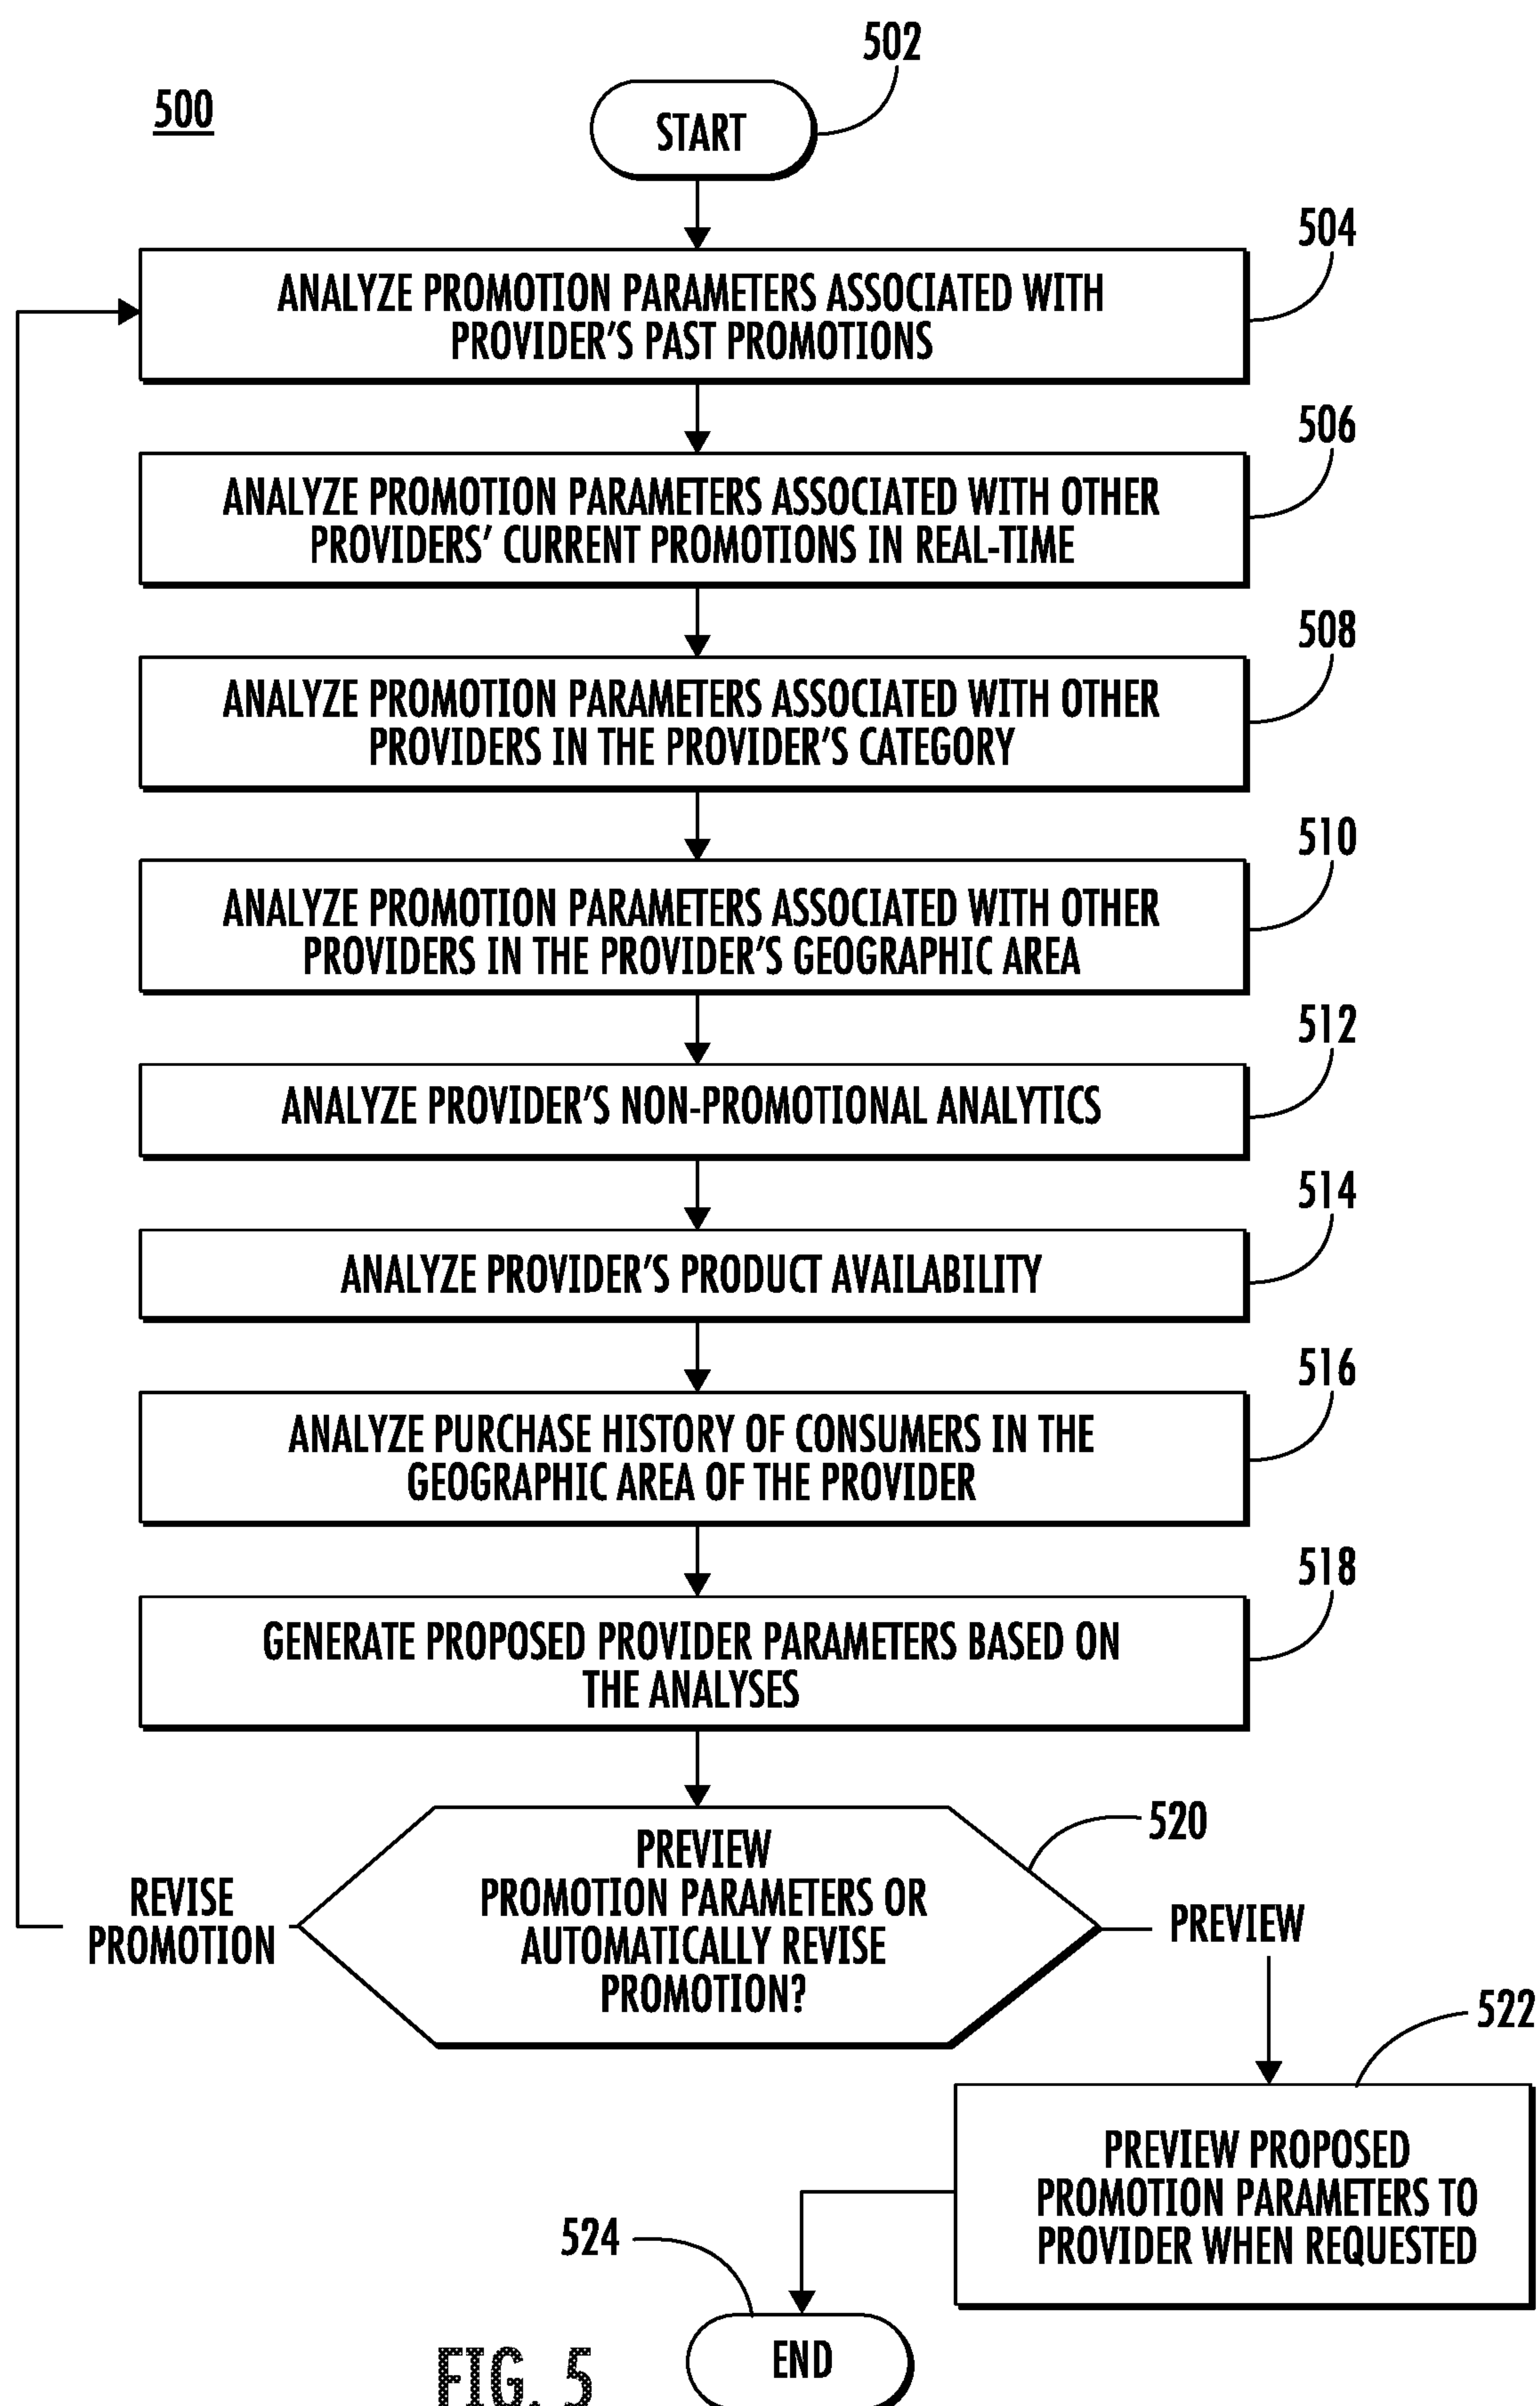 502
500
START
504
ANALYZE PROMOTION PARAMETERS ASSOCIATED WITH
PROVIDER'S PAST PROMOTIONS
506
ANALYZE PROMOTION PARAMETERS ASSOCIATED WITH OTHER
PROVIDERS' CURRENT PROMOTIONS IN REAL-TIME
508
ANALYZE PROMOTION PARAMETERS ASSOCIATED WITH OTHER
PROVIDERS IN THE PROVIDER'S CATEGORY
510
ANALYZE PROMOTION PARAMETERS ASSOCIATED WITH OTHER
PROVIDERS IN THE PROVIDER'S GEOGRAPHIC AREA
512
ANALYZE PROVIDER'S NON-PROMOTIONAL ANALYTICS
514
ANALYZE PROVIDER'S PRODUCT AVAILABILITY
516
ANALYZE PURCHASE HISTORY OF CONSUMERS IN THE
GEOGRAPHIC AREA OF THE PROVIDER
518
GENERATE PROPOSED PROVIDER PARAMETERS BASED ON
THE ANALYSES
520
PREVIEW
PROMOTION PARAMETERS OR
AUTOMATICALLY REVISE
PROMOTION?
REVISE
PROMOTION
PREVIEW
522
PREVIEW PROPOSED
PROMOTION PARAMETERS TO
PROVIDER WHEN REQUESTED
524
END
FIG. 5